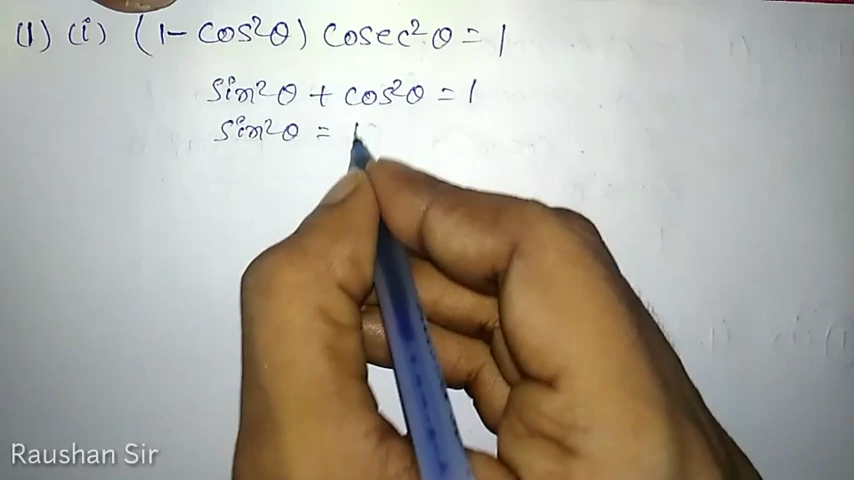 (1) (i) (1 - cos²θ) cosec²θ = 1
sin²θ + cos²θ = 1
sin²θ = 1
Raushan Sir